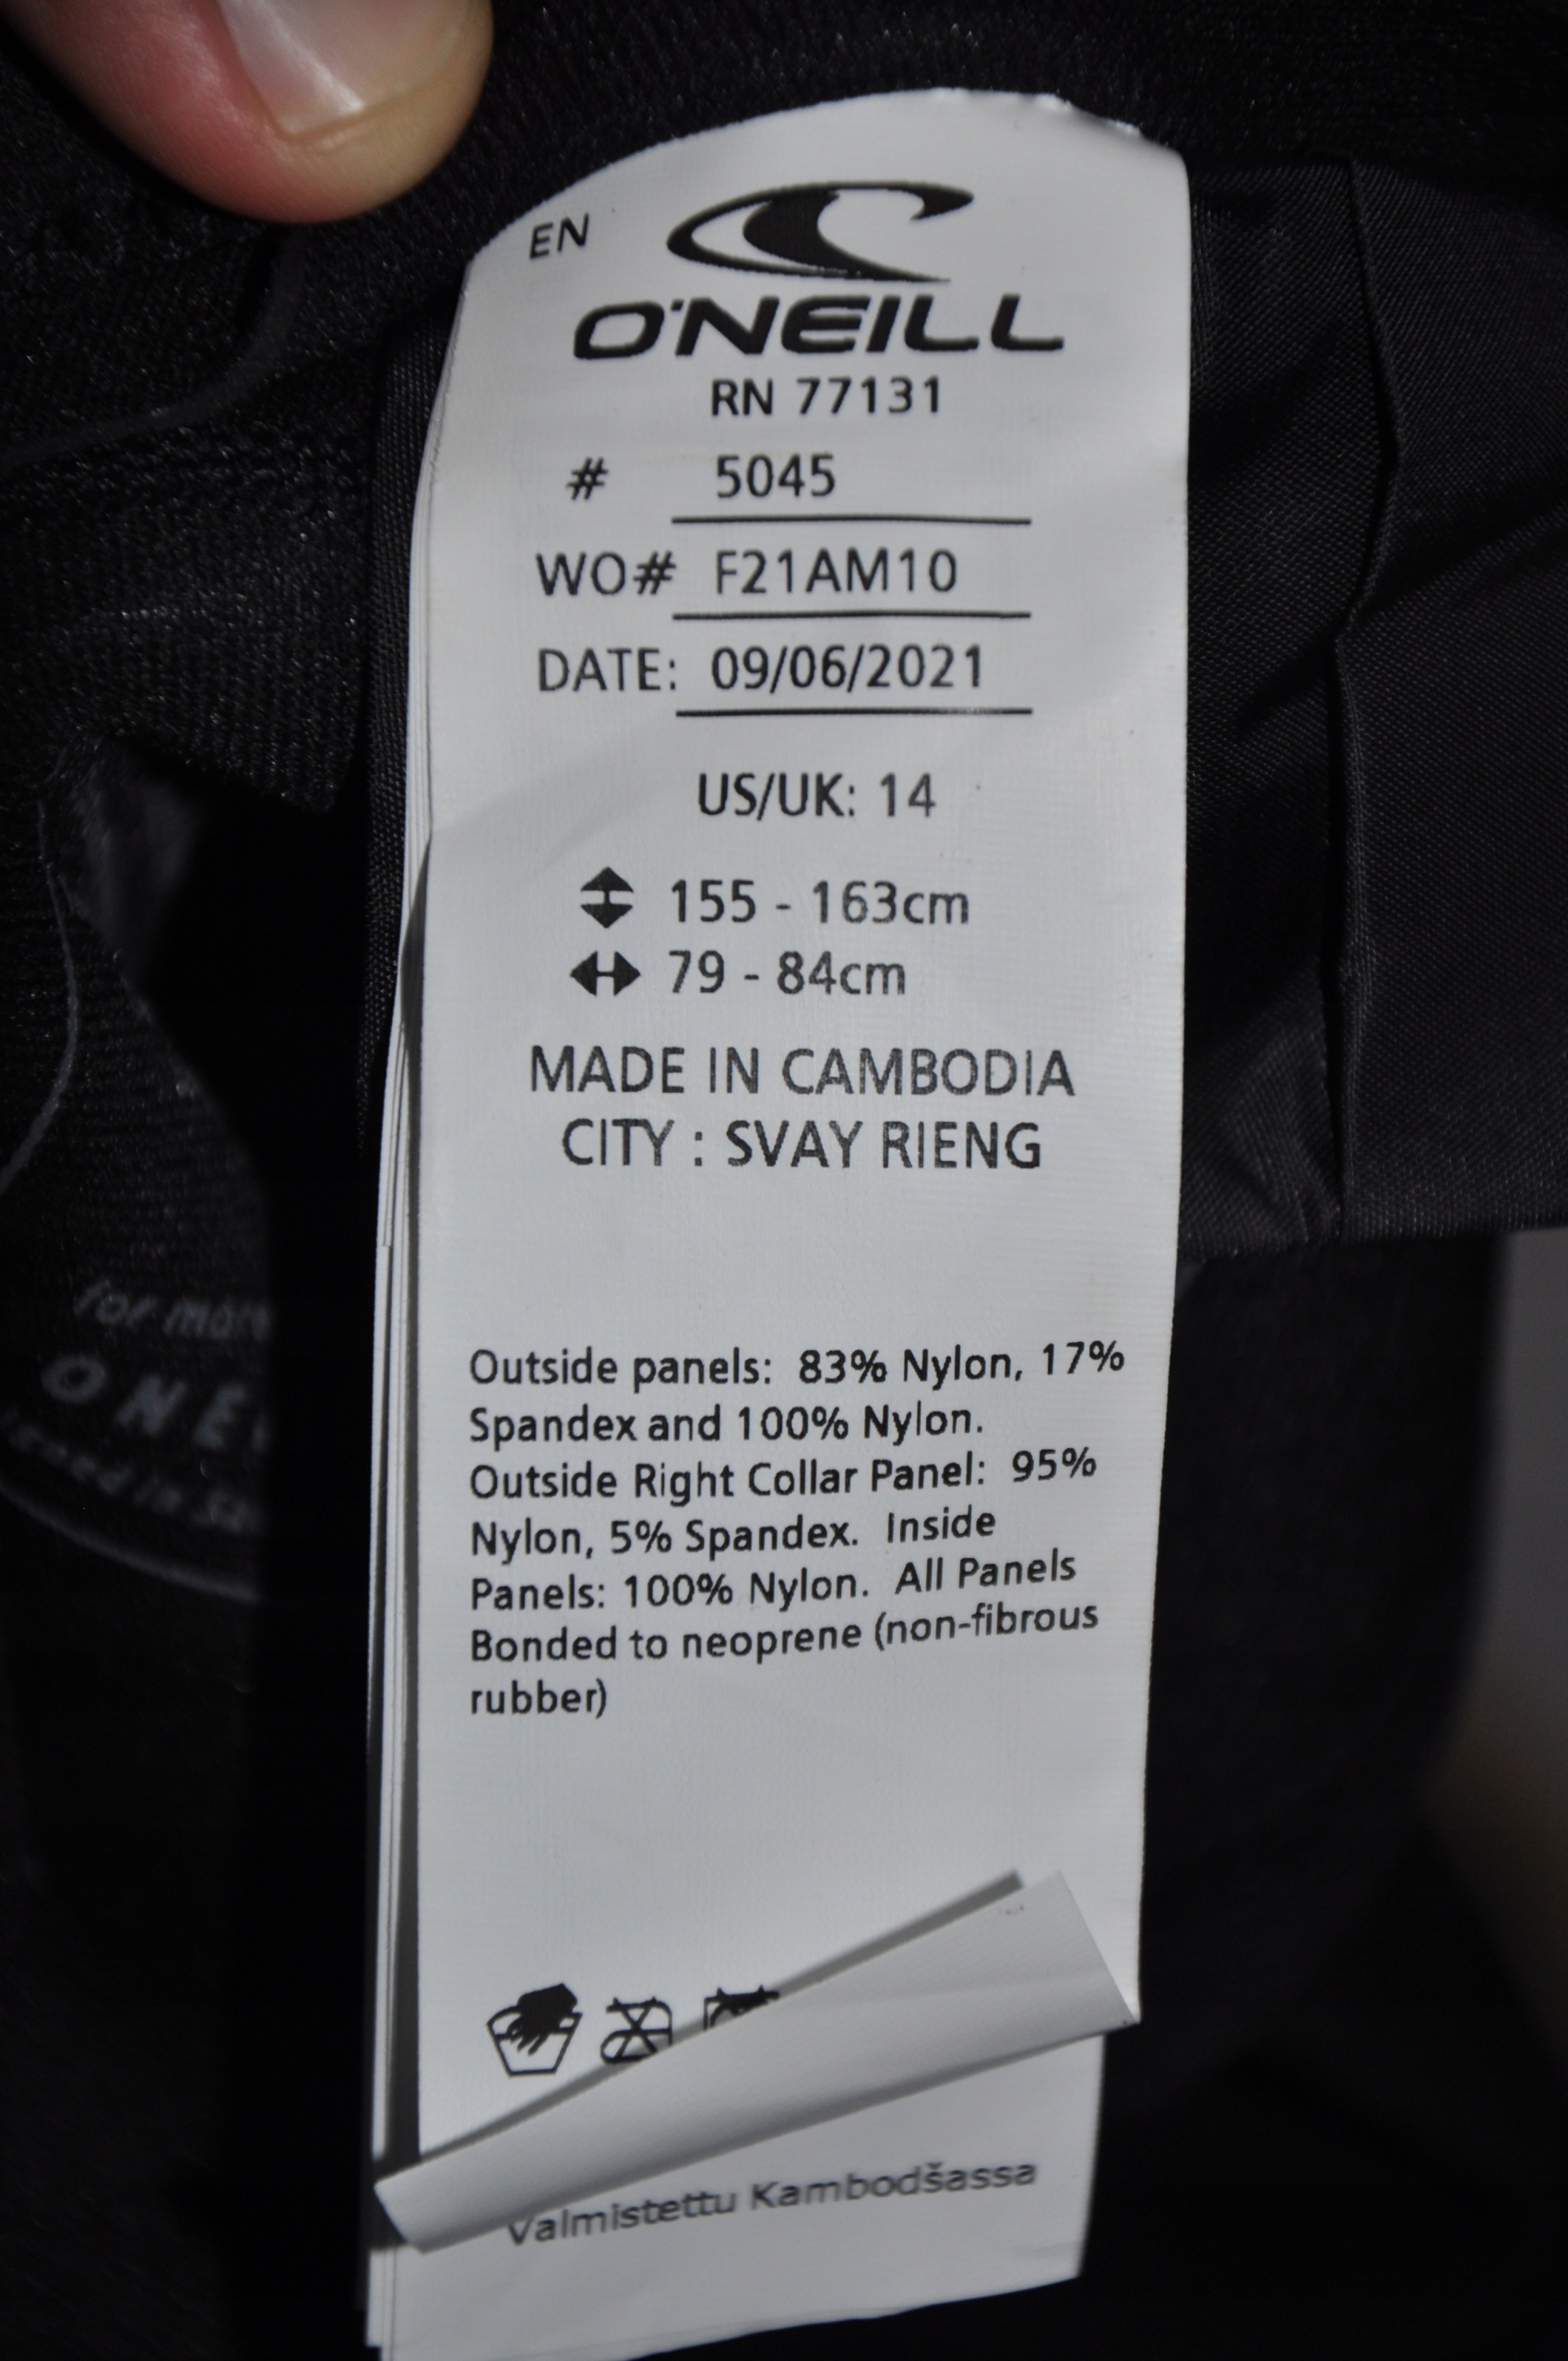 EN
O'NEILL
RN 77131
# 5045
WO# F21AM10
DATE: 09/06/2021
US/UK: 14
155 - 163cm
79 - 84cm
MADE IN CAMBODIA
CITY : SVAY RIENG
Outside panels: 83% Nylon, 17%
Spandex and 100% Nylon.
Outside Right Collar Panel: 95%
Nylon, 5% Spandex. Inside
Panels: 100% Nylon. All Panels
Bonded to neoprene (non-fibrous
rubber)
Valmistettu Kambodšassa
for more